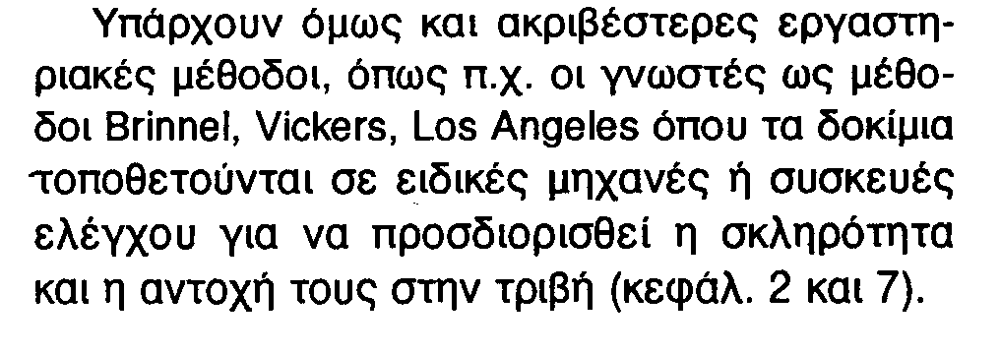 Υπάρχουν όμως και ακριβέστερες εργαστη-
ριακές μέθοδοι, όπως π.χ. οι γνωστές ως μέθο-
δοι Brinnel, Vickers, Los Angeles όπου τα δοκίμια
τοποθετούνται σε ειδικές μηχανές ή συσκευές
ελέγχου για να προσδιορισθεί η σκληρότητα
και η αντοχή τους στην τριβή (κεφάλ. 2 και 7).